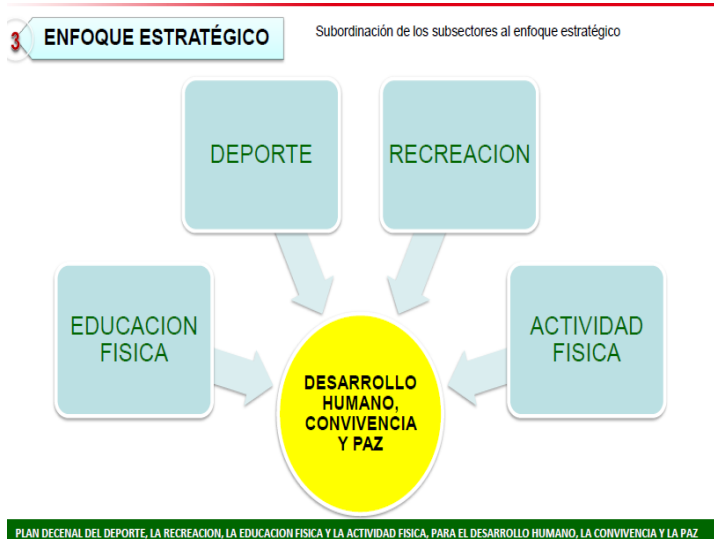 3 ENFOQUE ESTRATÉGICO
Subordinación de los subsectores al enfoque estratégico
DEPORTE
RECREACION
EDUCACION
FISICA
ACTIVIDAD
FISICA
DESARROLLO
HUMANO,
CONVIVENCIA
Y PAZ
PLAN DECENAL DEL DEPORTE, LA RECREACION, LA EDUCACION FISICA Y LA ACTIVIDAD FISICA, PARA EL DESARROLLO HUMANO, LA CONVIVENCIA Y LA PAZ